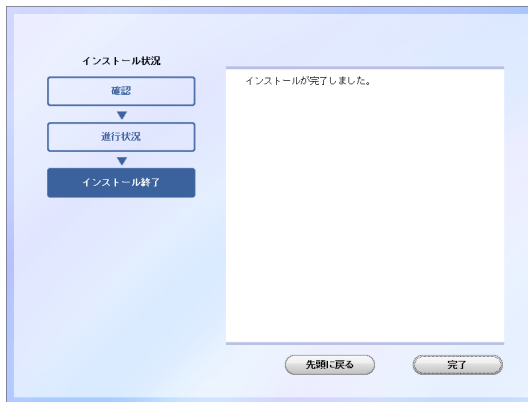 インストール状況
確認
進行状況
インストール終了
インストールが完了しました。
先頭に戻る
完了